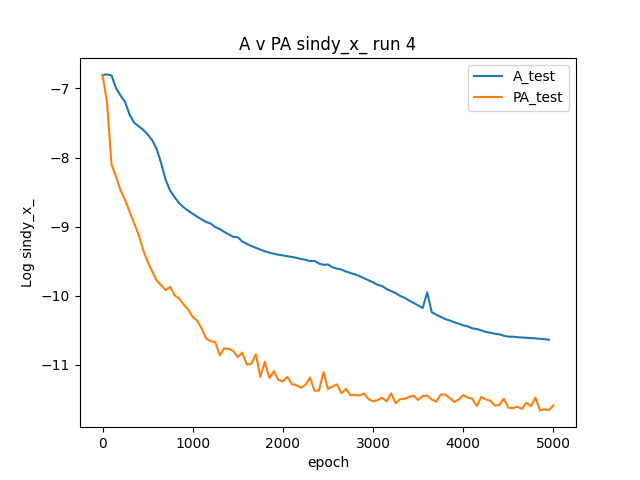 A v PA sindy_x_ run 4
A_test
PA_test
Log sindy_x_
−7
−8
−9
−10
−11
0
1000
2000
3000
4000
5000
epoch